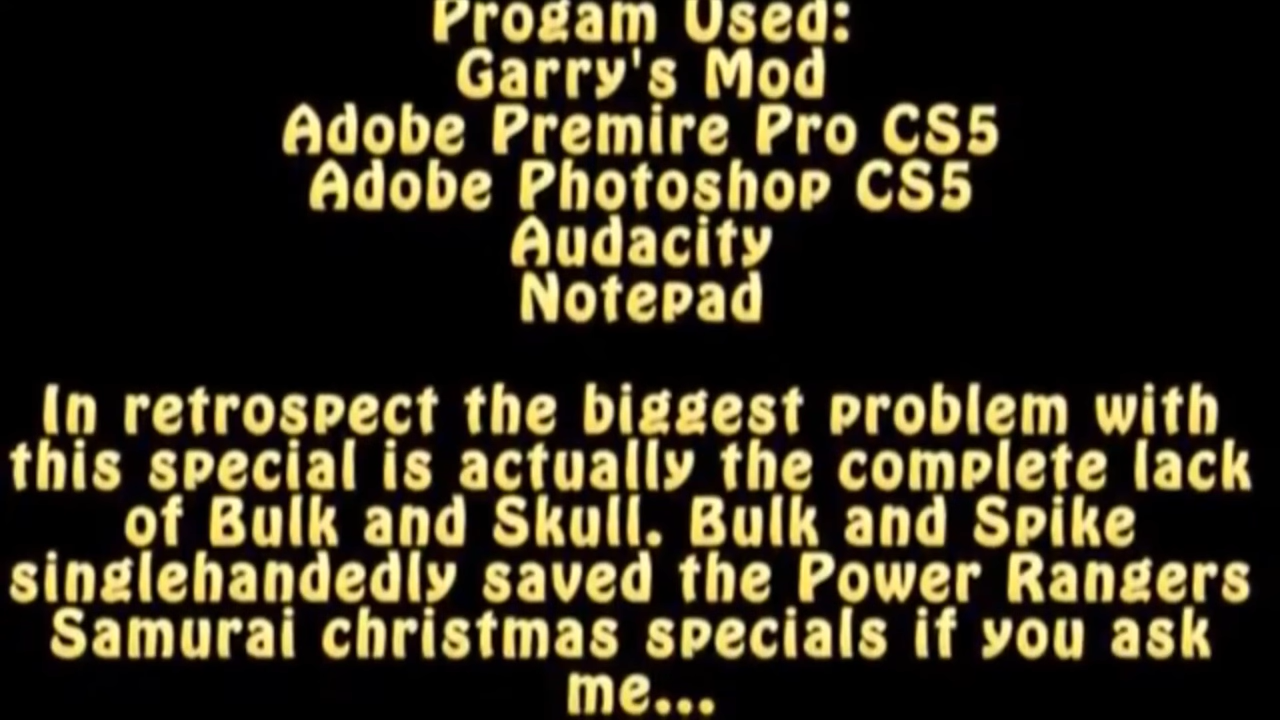 Progam Used:
Garry's Mod
Adobe Premire Pro CS5
Adobe Photoshop CS5
Audacity
Notepad
In retrospect the biggest problem with
this special is actually the complete lack
of Bulk and Skull. Bulk and Spike
singlehandedly saved the Power Rangers
Samurai christmas specials if you ask
me...